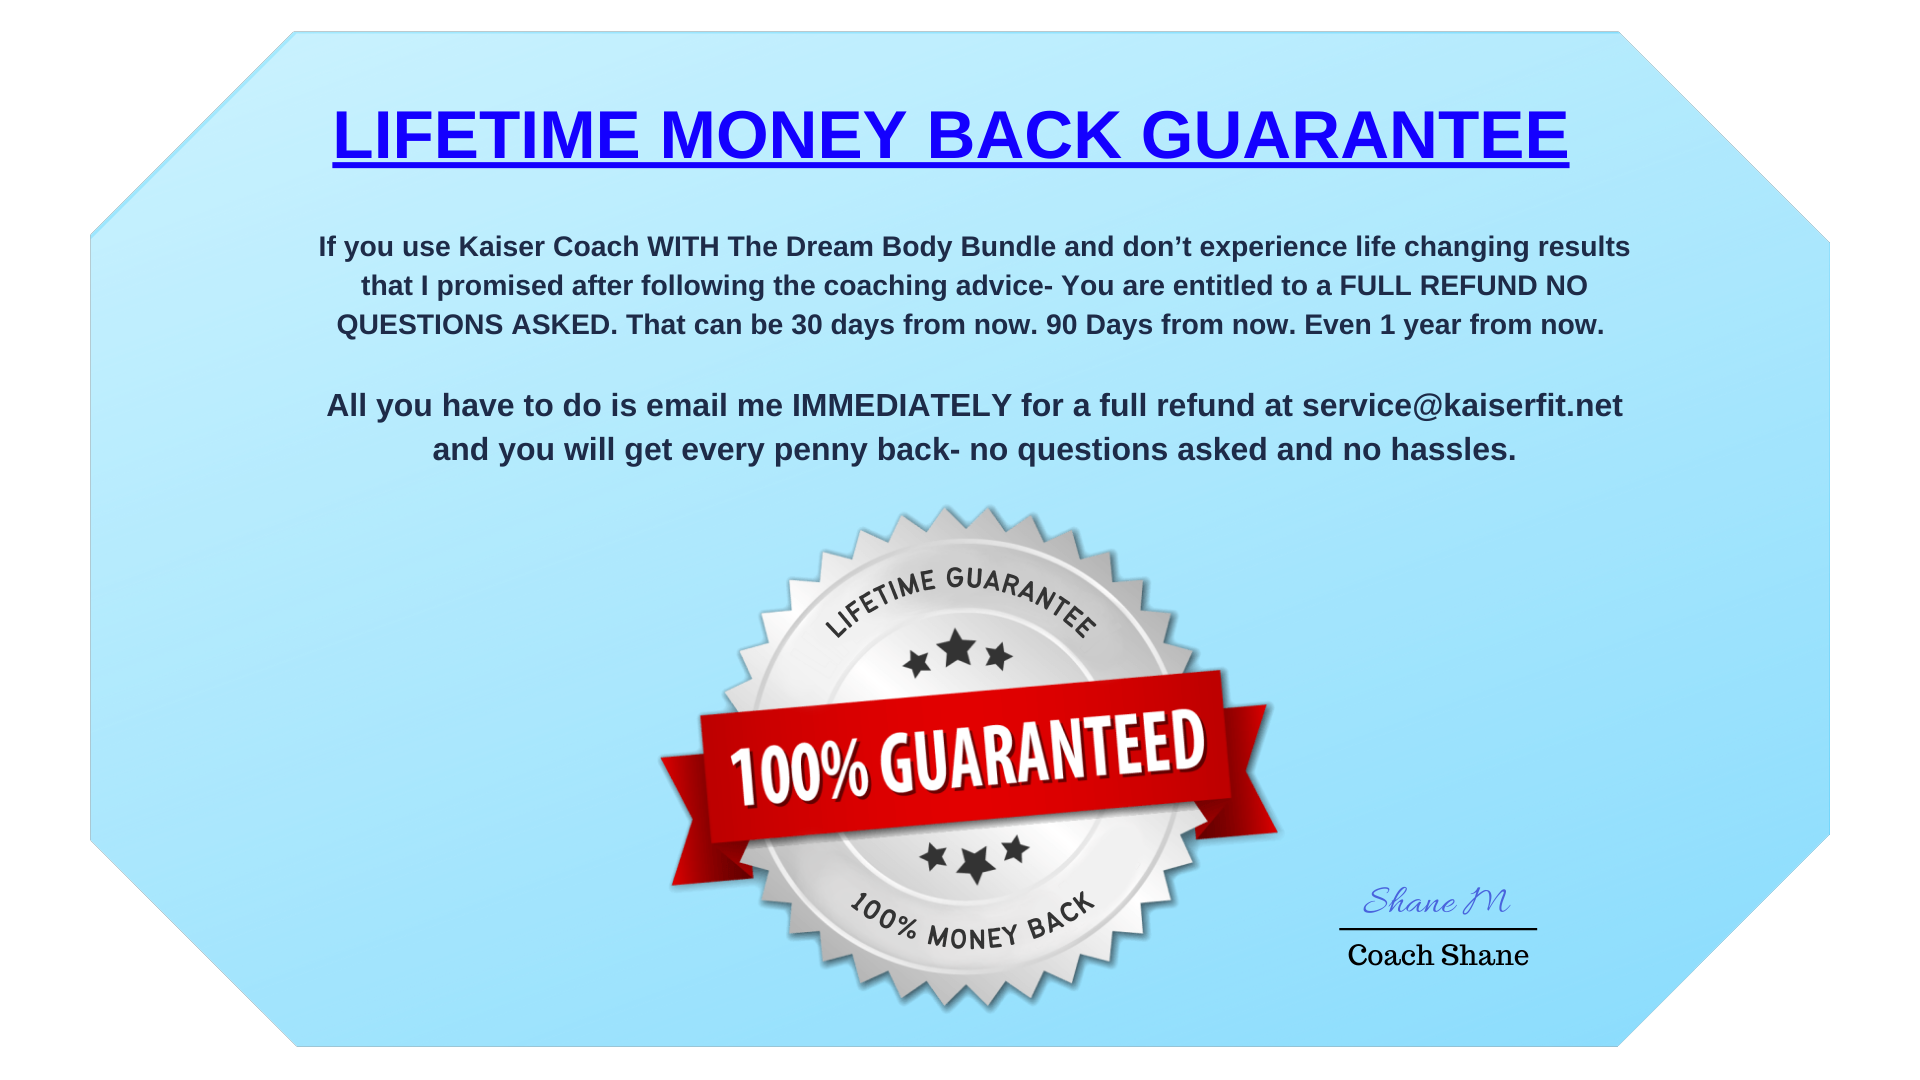 LIFETIME MONEY BACK GUARANTEE
If you use Kaiser Coach WITH The Dream Body Bundle and don’t experience life changing results
that I promised after following the coaching advice- You are entitled to a FULL REFUND NO
QUESTIONS ASKED. That can be 30 days from now. 90 Days from now. Even 1 year from now.
All you have to do is email me IMMEDIATELY for a full refund at service@kaiserfit.net
and you will get every penny back- no questions asked and no hassles.
LIFETIME GUARANTEE
100% GUARANTEED
100% MONEY BACK
Shane M
Coach Shane